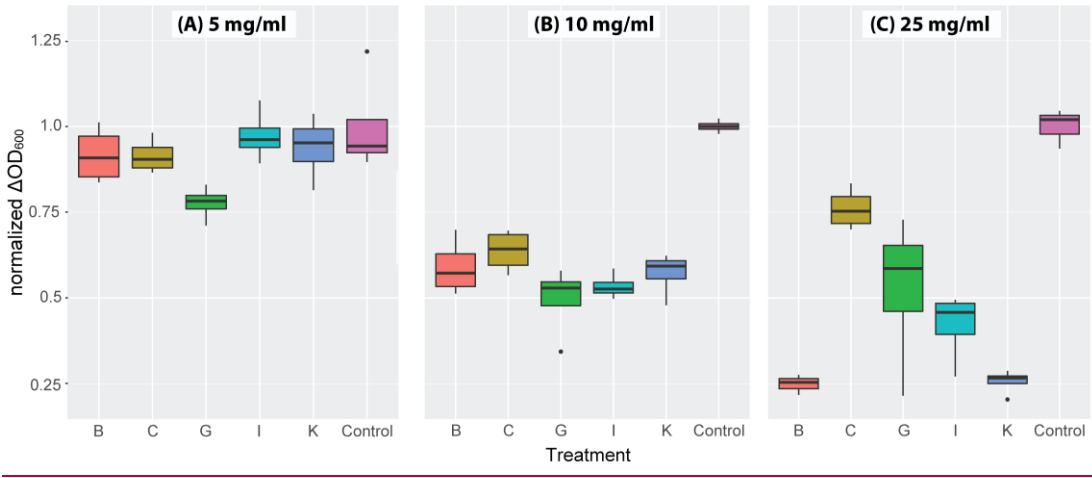 (A) 5 mg/ml
(B) 10 mg/ml
(C) 25 mg/ml
normalized ΔOD₆₀₀
1.25
1.0
0.75
0.5
0.25
B C G I K Control
B C G I K Control
B C G I K Control
Treatment